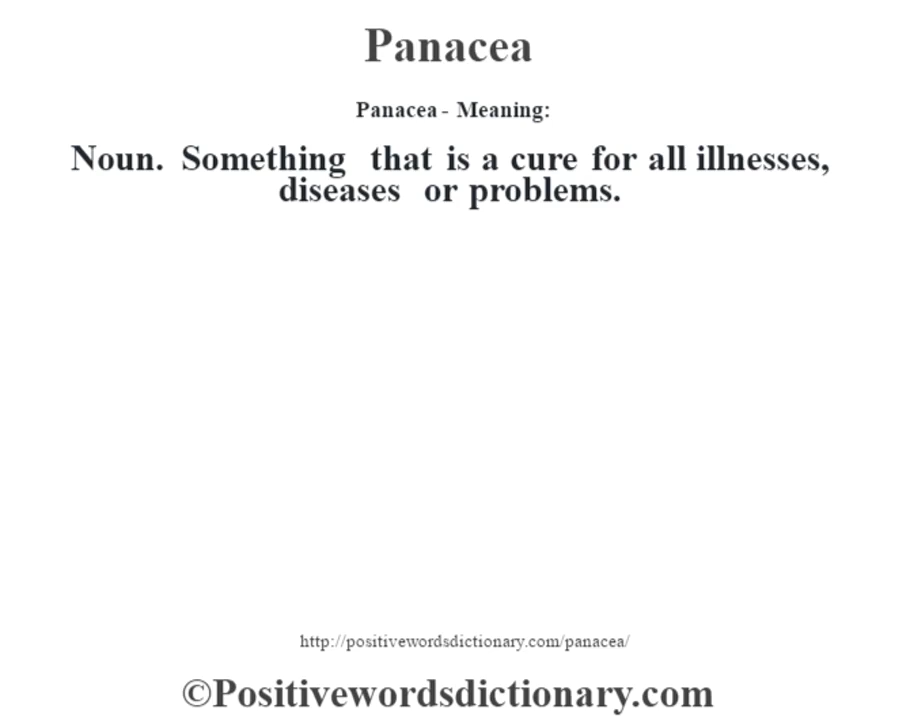 Panacea
Panacea - Meaning:
Noun. Something that is a cure for all illnesses,
diseases or problems.
http://positivewordsdictionary.com/panacea/
©Positivewordsdictionary.com